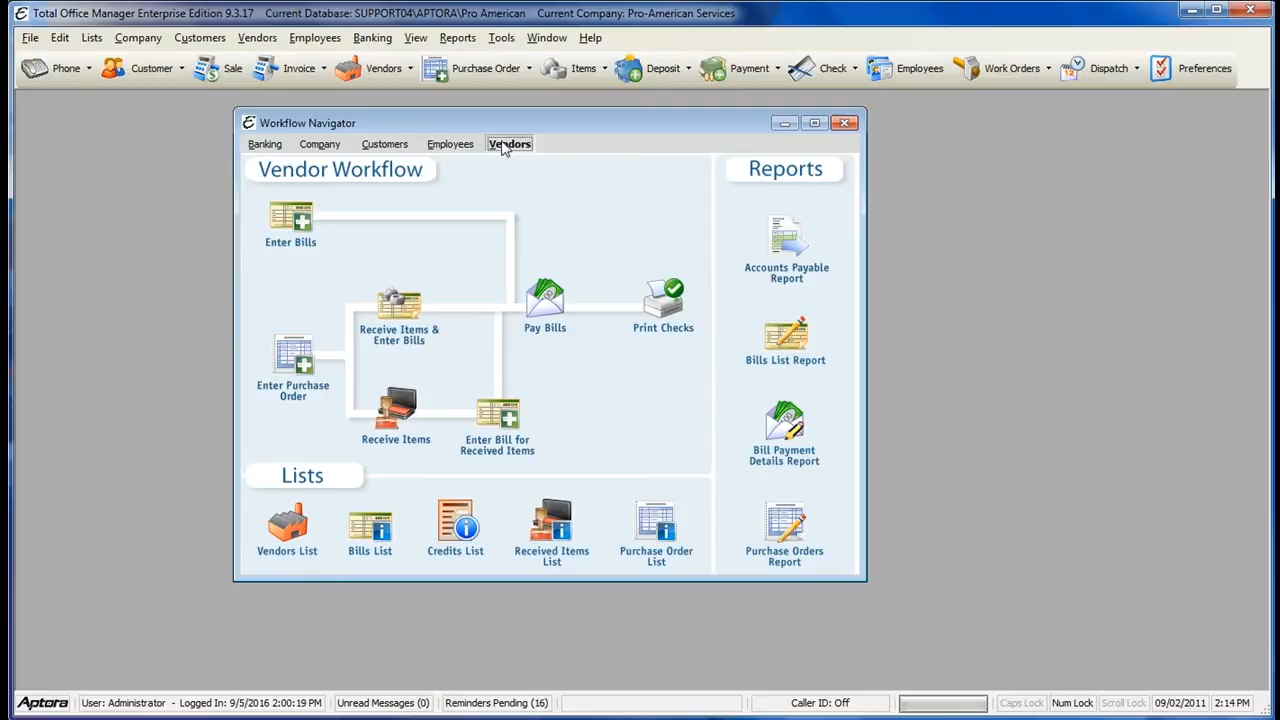 Total Office Manager Enterprise Edition 9.3.17 Current Database: SUPPORT04\APTORA\Pro American Current Company: Pro-American Services
File Edit Lists Company Customers Vendors Employees Banking View Reports Tools Window Help
Phone Customer Sale Invoice Vendors Purchase Order Items Deposit Payment Check Employees Work Orders Dispatch Preferences
Workflow Navigator
Banking Company Customers Employees Vendors
Vendor Workflow
Reports
Enter Bills
Accounts Payable
Report
Receive Items &
Enter Bills
Pay Bills
Print Checks
Bills List Report
Enter Purchase
Order
Receive Items
Enter Bill for
Received Items
Bill Payment
Details Report
Lists
Vendors List
Bills List
Credits List
Received Items
List
Purchase Order
List
Purchase Orders
Report
Aptora User: Administrator - Logged In: 9/5/2016 2:00:19 PM Unread Messages (0) Reminders Pending (16) Caller ID: Off Caps Lock Num Lock Scroll Lock 09/02/2011 2:14 PM